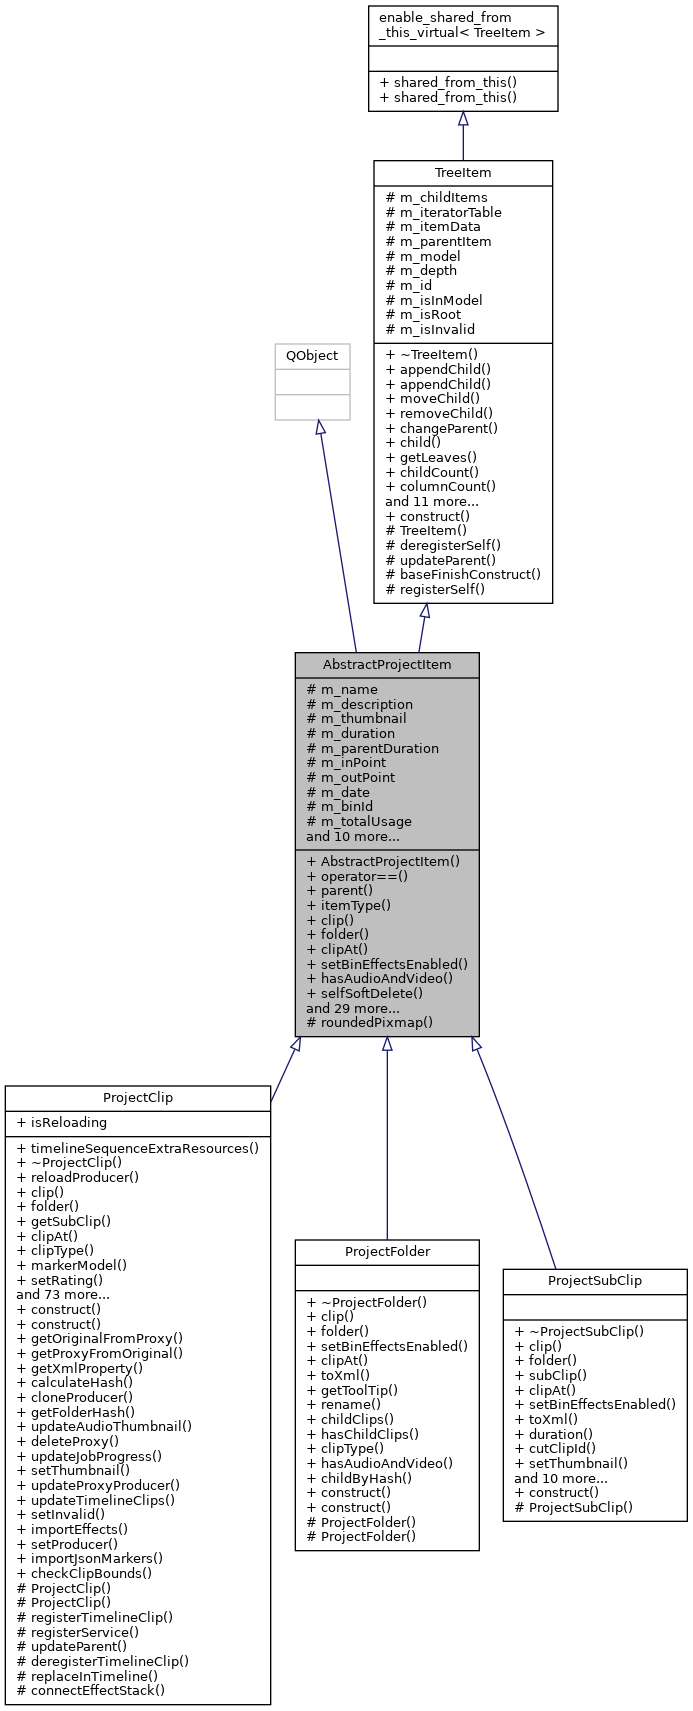 enable_shared_from
_this_virtual< TreeItem >
+ shared_from_this()
+ shared_from_this()
TreeItem
# m_childItems
# m_iteratorTable
# m_itemData
# m_parentItem
# m_model
# m_depth
# m_id
# m_isInModel
# m_isRoot
# m_isInvalid
+ ~TreeItem()
+ appendChild()
+ appendChild()
+ moveChild()
+ removeChild()
+ changeParent()
+ child()
+ getLeaves()
+ childCount()
+ columnCount()
and 11 more...
+ construct()
# TreeItem()
# deregisterSelf()
# updateParent()
# baseFinishConstruct()
# registerSelf()
QObject
AbstractProjectItem
# m_name
# m_description
# m_thumbnail
# m_duration
# m_parentDuration
# m_inPoint
# m_outPoint
# m_date
# m_binId
# m_totalUsage
and 10 more...
+ AbstractProjectItem()
+ operator==()
+ parent()
+ itemType()
+ clip()
+ folder()
+ clipAt()
+ setBinEffectsEnabled()
+ hasAudioAndVideo()
+ selfSoftDelete()
and 29 more...
# roundedPixmap()
ProjectClip
+ isReloading
+ timelineSequenceExtraResources()
+ ~ProjectClip()
+ reloadProducer()
+ clip()
+ folder()
+ getSubClip()
+ clipAt()
+ clipType()
+ markerModel()
+ setRating()
and 73 more...
+ construct()
+ construct()
+ getOriginalFromProxy()
+ getProxyFromOriginal()
+ getXmlProperty()
+ calculateHash()
+ cloneProducer()
+ getFolderHash()
+ updateAudioThumbnail()
+ deleteProxy()
+ updateJobProgress()
+ setThumbnail()
+ updateProxyProducer()
+ updateTimelineClips()
+ setInvalid()
+ importEffects()
+ setProducer()
+ importJsonMarkers()
+ checkClipBounds()
# ProjectClip()
# ProjectClip()
# registerTimelineClip()
# registerService()
# updateParent()
# deregisterTimelineClip()
# replaceInTimeline()
# connectEffectStack()
ProjectFolder
+ ~ProjectFolder()
+ clip()
+ folder()
+ setBinEffectsEnabled()
+ clipAt()
+ toXml()
+ getToolTip()
+ rename()
+ childClips()
+ hasChildClips()
+ clipType()
+ hasAudioAndVideo()
+ childByHash()
+ construct()
+ construct()
# ProjectFolder()
# ProjectFolder()
ProjectSubClip
+ ~ProjectSubClip()
+ clip()
+ folder()
+ subClip()
+ clipAt()
+ setBinEffectsEnabled()
+ toXml()
+ duration()
+ cutClipId()
+ setThumbnail()
and 10 more...
+ construct()
# ProjectSubClip()